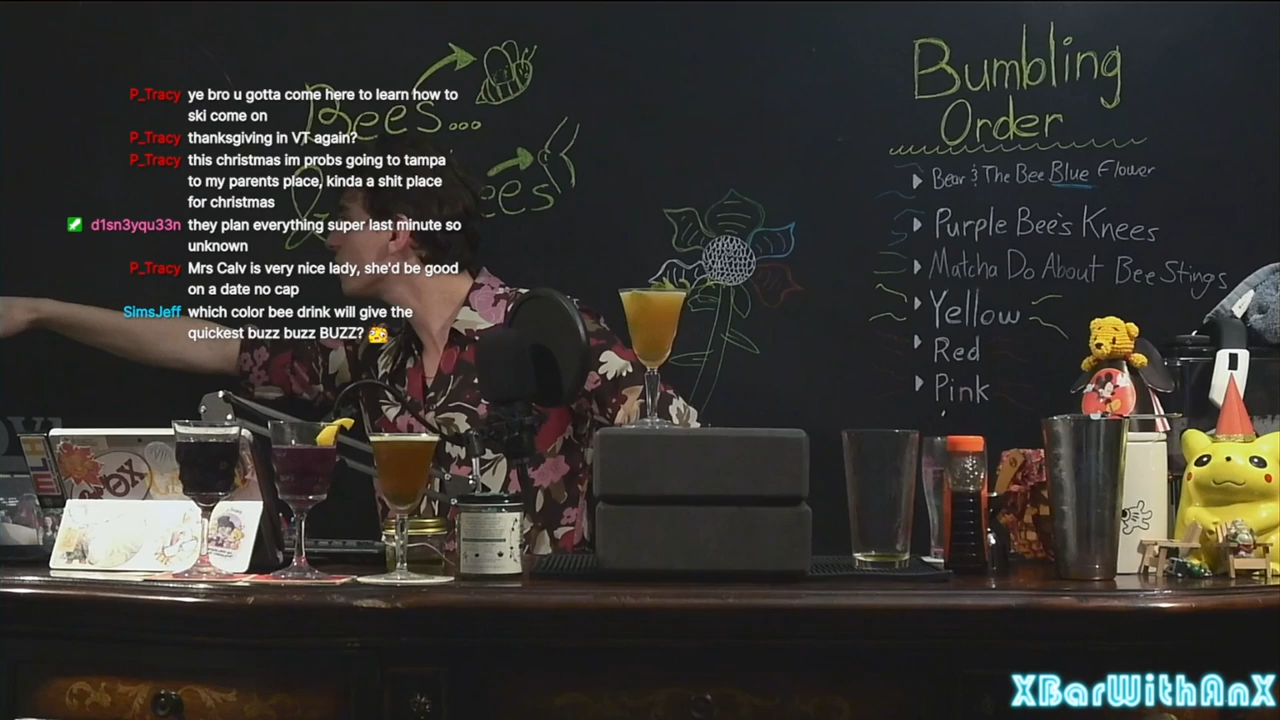 Bees...
ees
P_Tracy ye bro u gotta come here to learn how to
ski come on
P_Tracy thanksgiving in VT again?
P_Tracy this christmas im probs going to tampa
to my parents place, kinda a shit place
for christmas
d1sn3yqu33n they plan everything super last minute so
unknown
P_Tracy Mrs Calv is very nice lady, she'd be good
on a date no cap
SimsJeff which color bee drink will give the
quickest buzz buzz BUZZ?
Bumbling
Order
Bear & The Bee Blue Flower
Purple Bee's Knees
Matcha Do About Bee Stings
Yellow
Red
Pink
XBarWithAnX